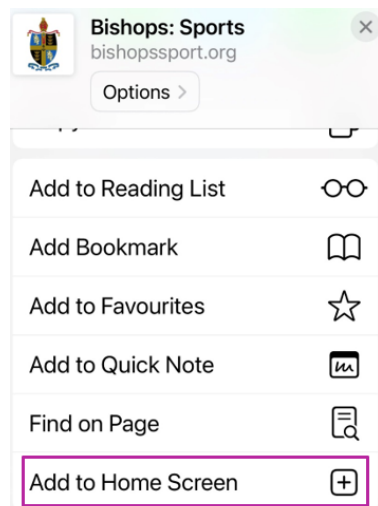 Bishops: Sports
bishopssport.org
Options >
Add to Reading List
Add Bookmark
Add to Favourites
Add to Quick Note
Find on Page
Add to Home Screen